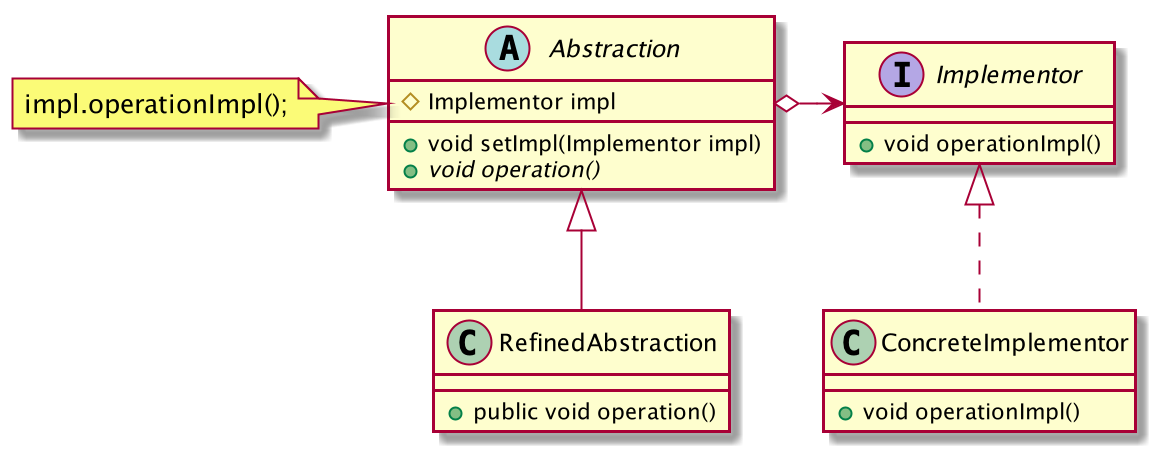 A Abstraction
Implementor impl
void setImpl(Implementor impl)
void operation()
impl.operationImpl();
I Implementor
void operationImpl()
C RefinedAbstraction
public void operation()
C ConcreteImplementor
void operationImpl()